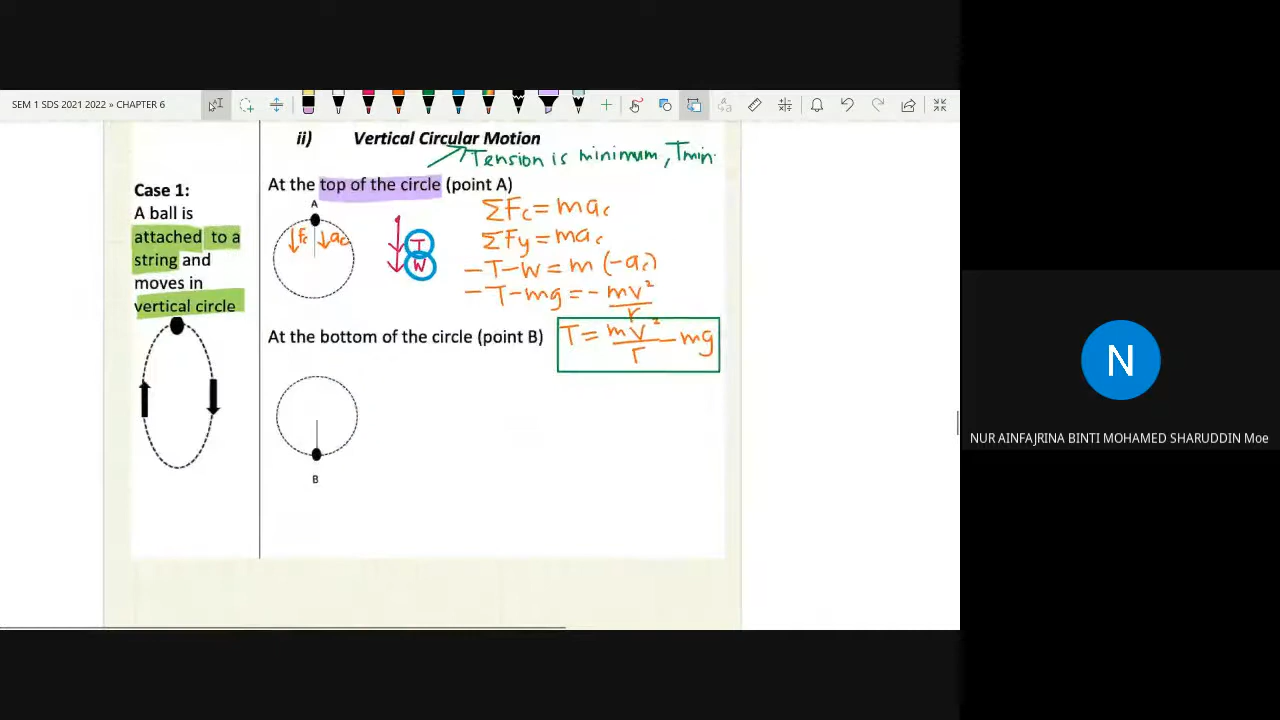 SEM 1 SDS 2021 2022 » CHAPTER 6
ii) Vertical Circular Motion
Tension is minimum, Tmin.
Case 1:
A ball is
attached to a
string and
moves in
vertical circle
At the top of the circle (point A)
A
Fc ac
T
W
ΣFc = mac
ΣFy = mac
-T-W = m (-ac)
-T-mg = - mv²/r
T = mv²/r - mg
At the bottom of the circle (point B)
B
N
NUR AINFAJRINA BINTI MOHAMED SHARUDDIN Moe